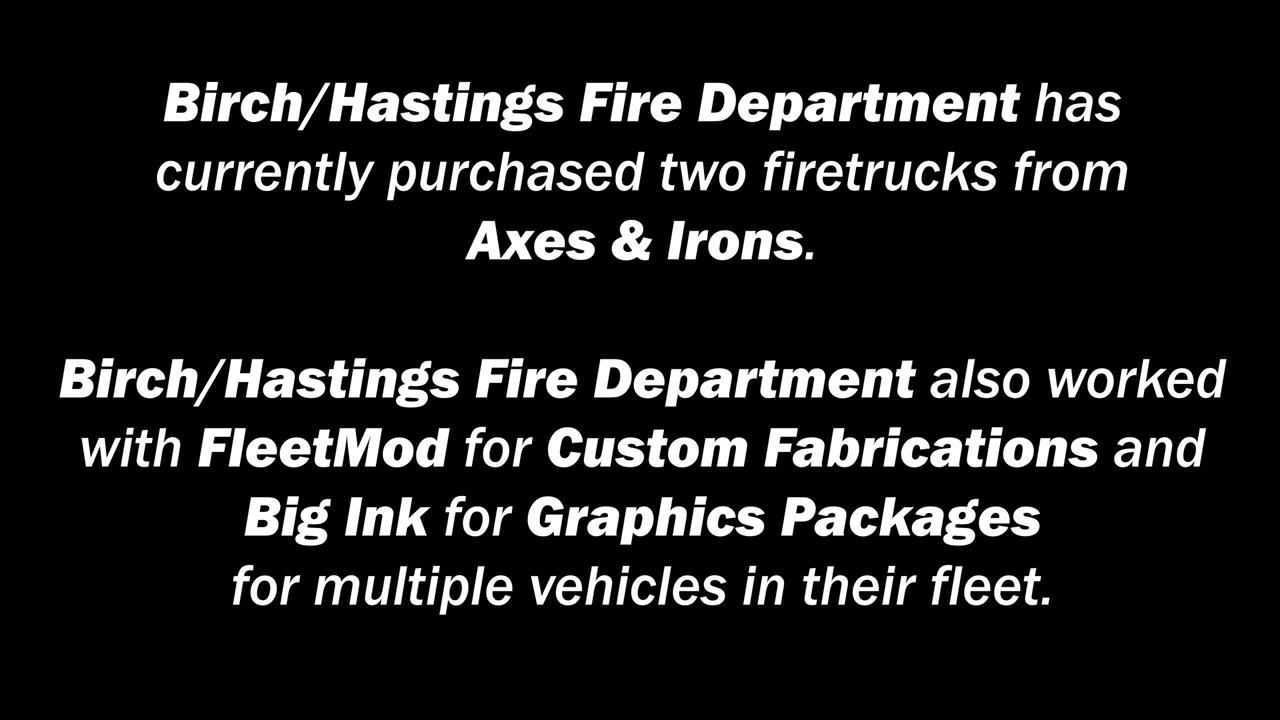 Birch/Hastings Fire Department has
currently purchased two firetrucks from
Axes & Irons.
Birch/Hastings Fire Department also worked
with FleetMod for Custom Fabrications and
Big Ink for Graphics Packages
for multiple vehicles in their fleet.